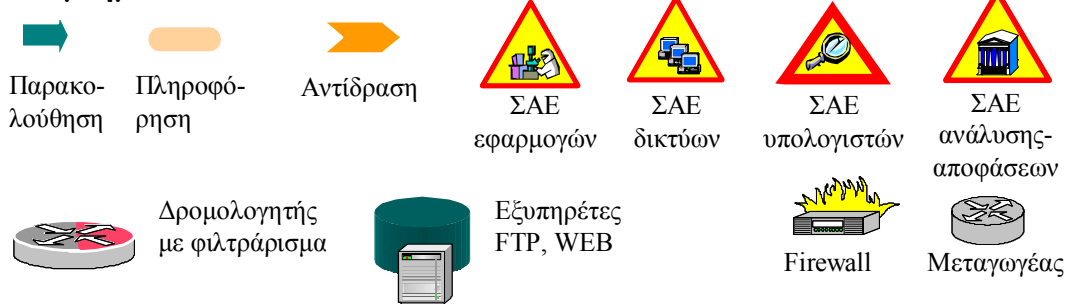 Παρακο-
λούθηση
Πληροφό-
ρηση
Αντίδραση
ΣΑΕ
εφαρμογών
ΣΑΕ
δικτύων
ΣΑΕ
υπολογιστών
ΣΑΕ
ανάλυσης-
αποφάσεων
Δρομολογητής
με φιλτράρισμα
Εξυπηρέτες
FTP, WEB
Firewall
Μεταγωγέας